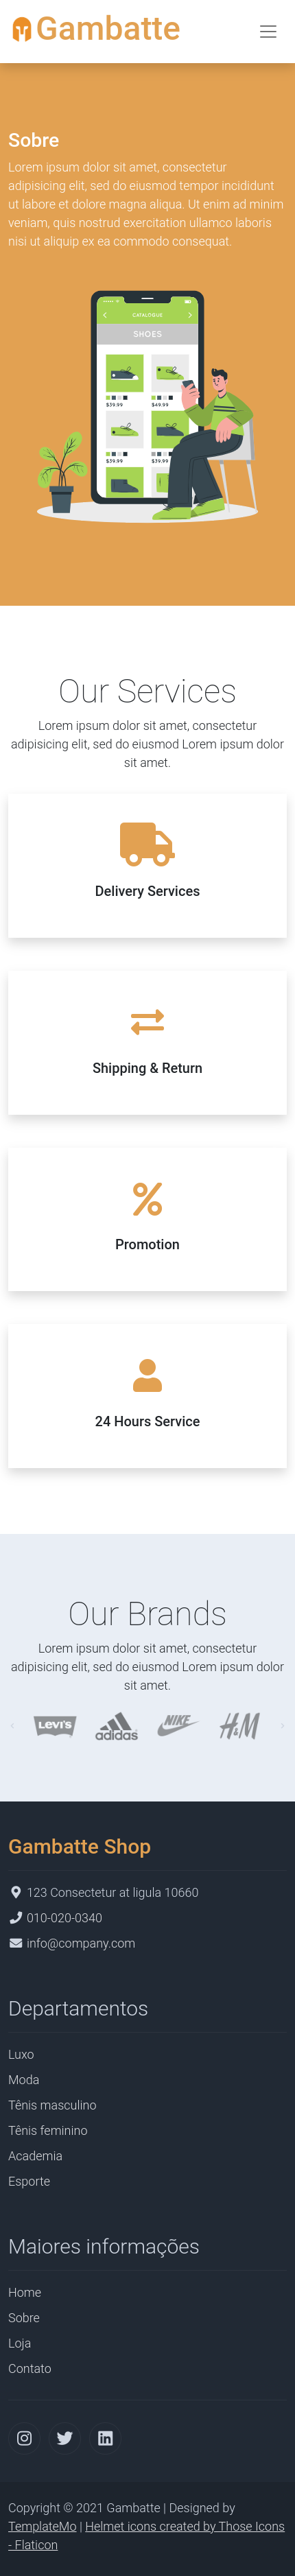 Gambatte
Sobre
Lorem ipsum dolor sit amet, consectetur
adipisicing elit, sed do eiusmod tempor incididunt
ut labore et dolore magna aliqua. Ut enim ad minim
veniam, quis nostrud exercitation ullamco laboris
nisi ut aliquip ex ea commodo consequat.
CATALOGUE
SHOES
$39.99 $49.99
Our Services
Lorem ipsum dolor sit amet, consectetur
adipisicing elit, sed do eiusmod Lorem ipsum dolor
sit amet.
Delivery Services
Shipping & Return
Promotion
24 Hours Service
Our Brands
Lorem ipsum dolor sit amet, consectetur
adipisicing elit, sed do eiusmod Lorem ipsum dolor
sit amet.
LEVI'S adidas NIKE H&M
Gambatte Shop
123 Consectetur at ligula 10660
010-020-0340
info@company.com
Departamentos
Luxo
Moda
Tênis masculino
Tênis feminino
Academia
Esporte
Maiores informações
Home
Sobre
Loja
Contato
Copyright © 2021 Gambatte | Designed by
TemplateMo | Helmet icons created by Those Icons
- Flaticon